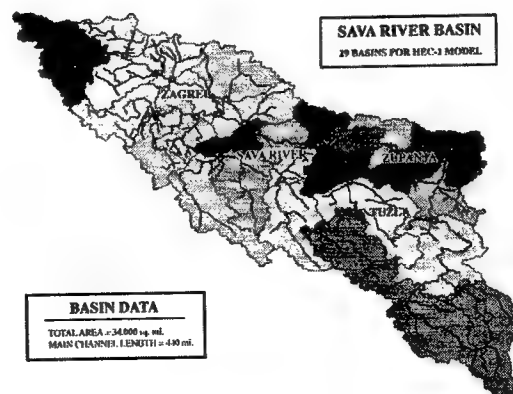 SAVA RIVER BASIN
29 BASINS FOR HEC-1 MODEL
ZAGREB
SAVA RIVER
ZUPANJA
TUZLA
BASIN DATA
TOTAL AREA = 34,000 sq. mi.
MAIN CHANNEL LENGTH = 440 mi.